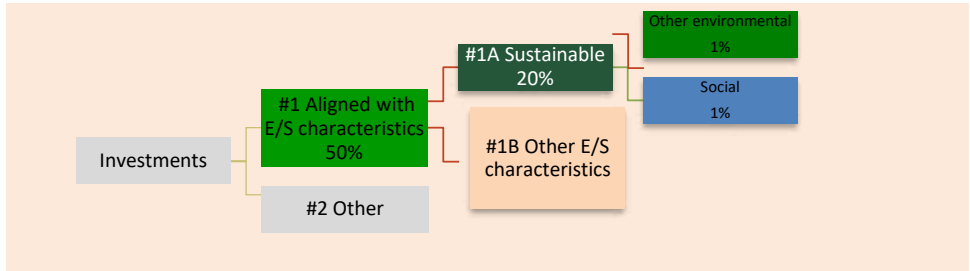 Investments
#1 Aligned with
E/S characteristics
50%
#2 Other
#1A Sustainable
20%
#1B Other E/S
characteristics
Other environmental
1%
Social
1%